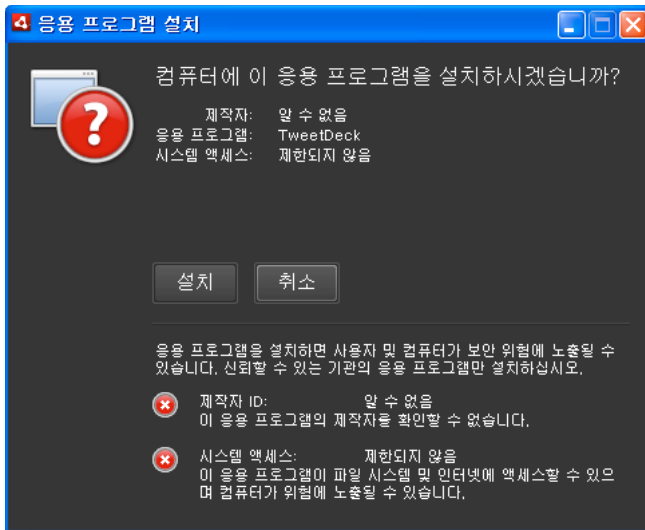 응용 프로그램 설치
컴퓨터에 이 응용 프로그램을 설치하시겠습니까?
제작자: 알 수 없음
응용 프로그램: TweetDeck
시스템 액세스: 제한되지 않음
설치 취소
응용 프로그램을 설치하면 사용자 및 컴퓨터가 보안 위험에 노출될 수
있습니다. 신뢰할 수 있는 기관의 응용 프로그램만 설치하십시오.
제작자 ID: 알 수 없음
이 응용 프로그램의 제작자를 확인할 수 없습니다.
시스템 액세스: 제한되지 않음
이 응용 프로그램이 파일 시스템 및 인터넷에 액세스할 수 있으
며 컴퓨터가 위험에 노출될 수 있습니다.